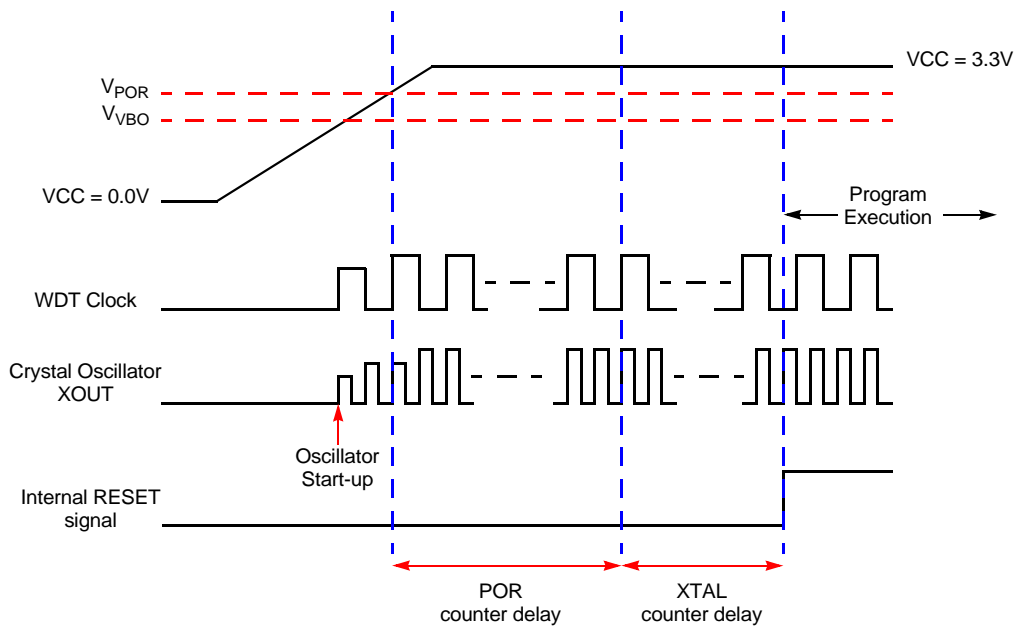 VCC = 3.3V
VPOR
VVBO
VCC = 0.0V
Program
Execution
WDT Clock
Crystal Oscillator
XOUT
Oscillator
Start-up
Internal RESET
signal
POR
counter delay
XTAL
counter delay